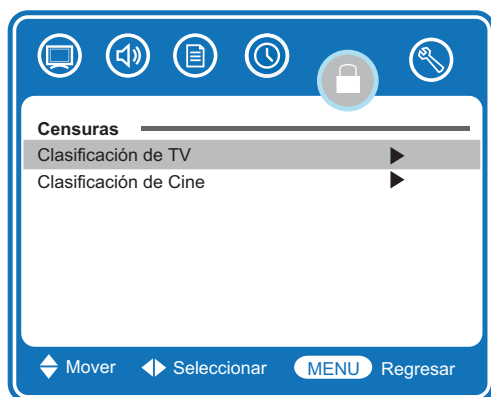 Censuras
Clasificación de TV
Clasificación de Cine
Mover Seleccionar MENU Regresar